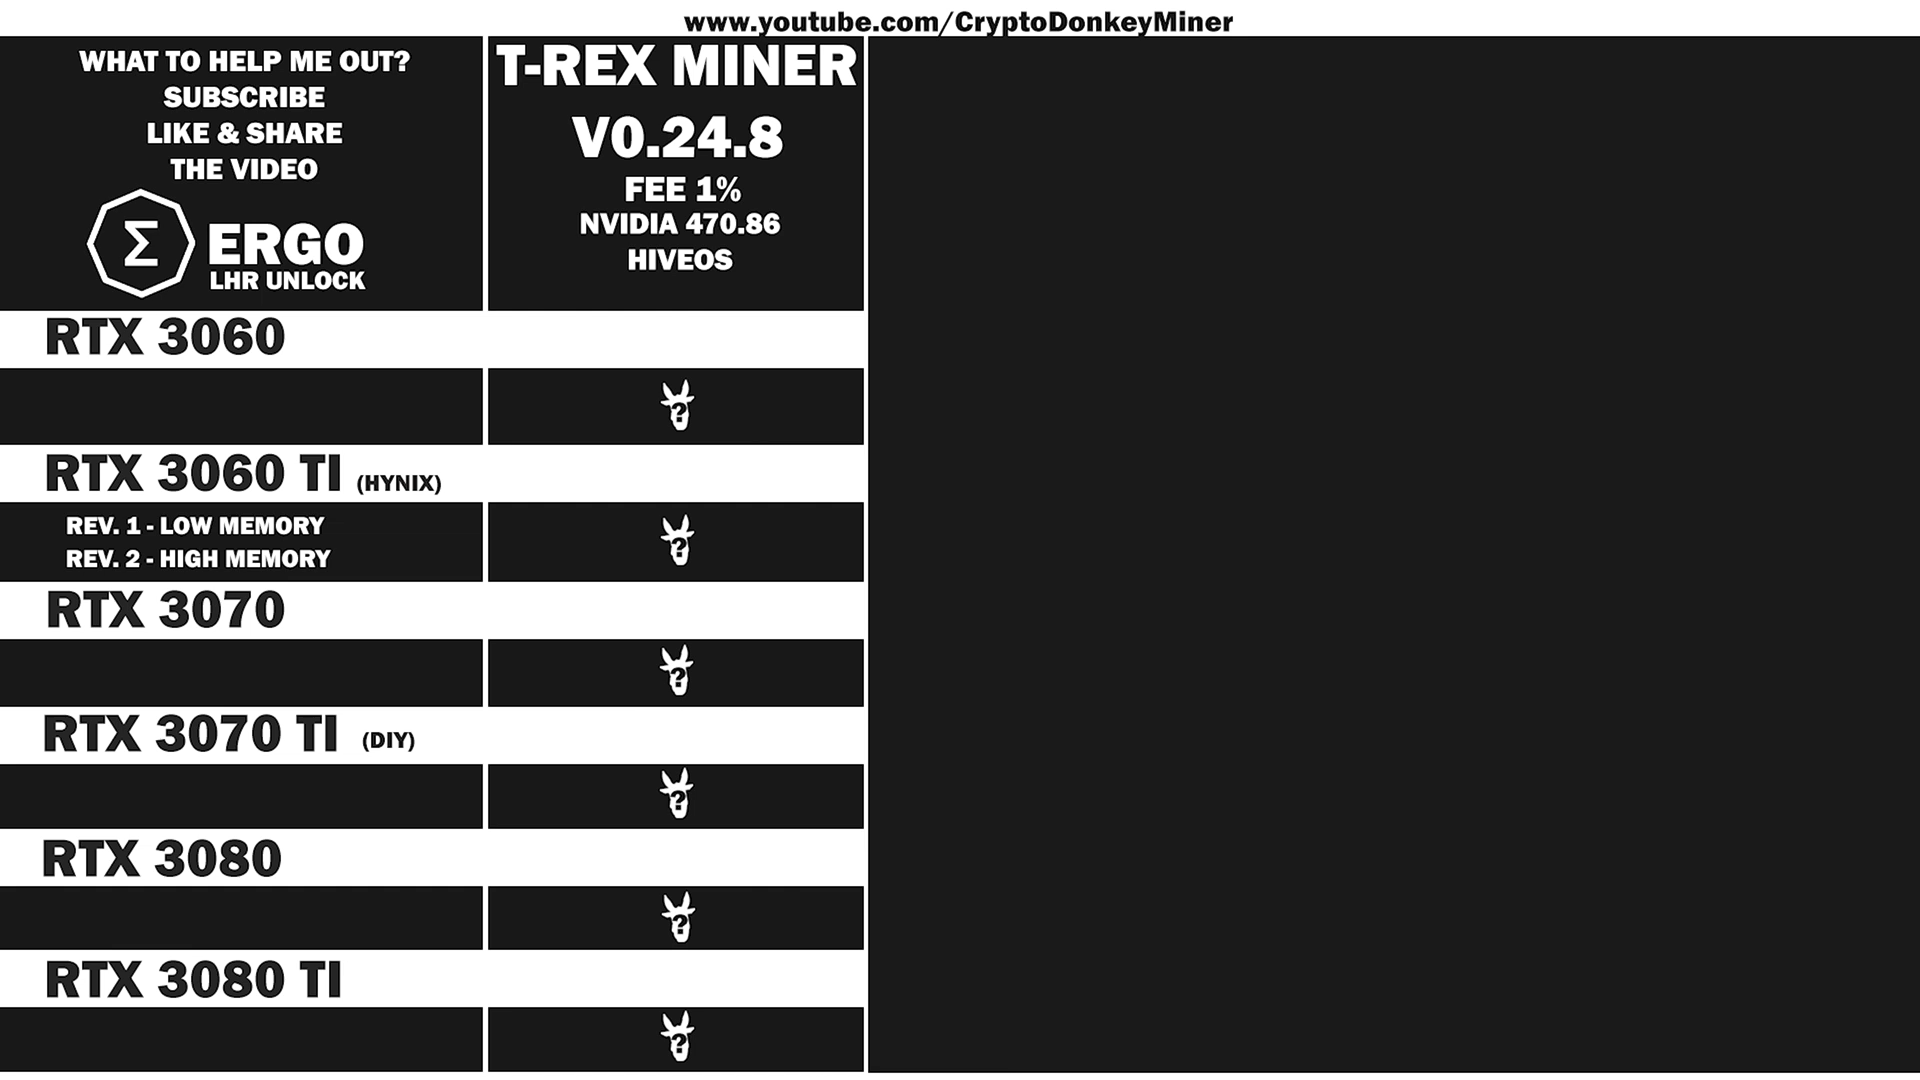 www.youtube.com/CryptoDonkeyMiner
WHAT TO HELP ME OUT?
SUBSCRIBE
LIKE & SHARE
THE VIDEO
Σ ERGO
LHR UNLOCK
T-REX MINER
V0.24.8
FEE 1%
NVIDIA 470.86
HIVEOS
RTX 3060
?
RTX 3060 TI (HYNIX)
REV. 1 - LOW MEMORY
REV. 2 - HIGH MEMORY
?
RTX 3070
?
RTX 3070 TI (DIY)
?
RTX 3080
?
RTX 3080 TI
?